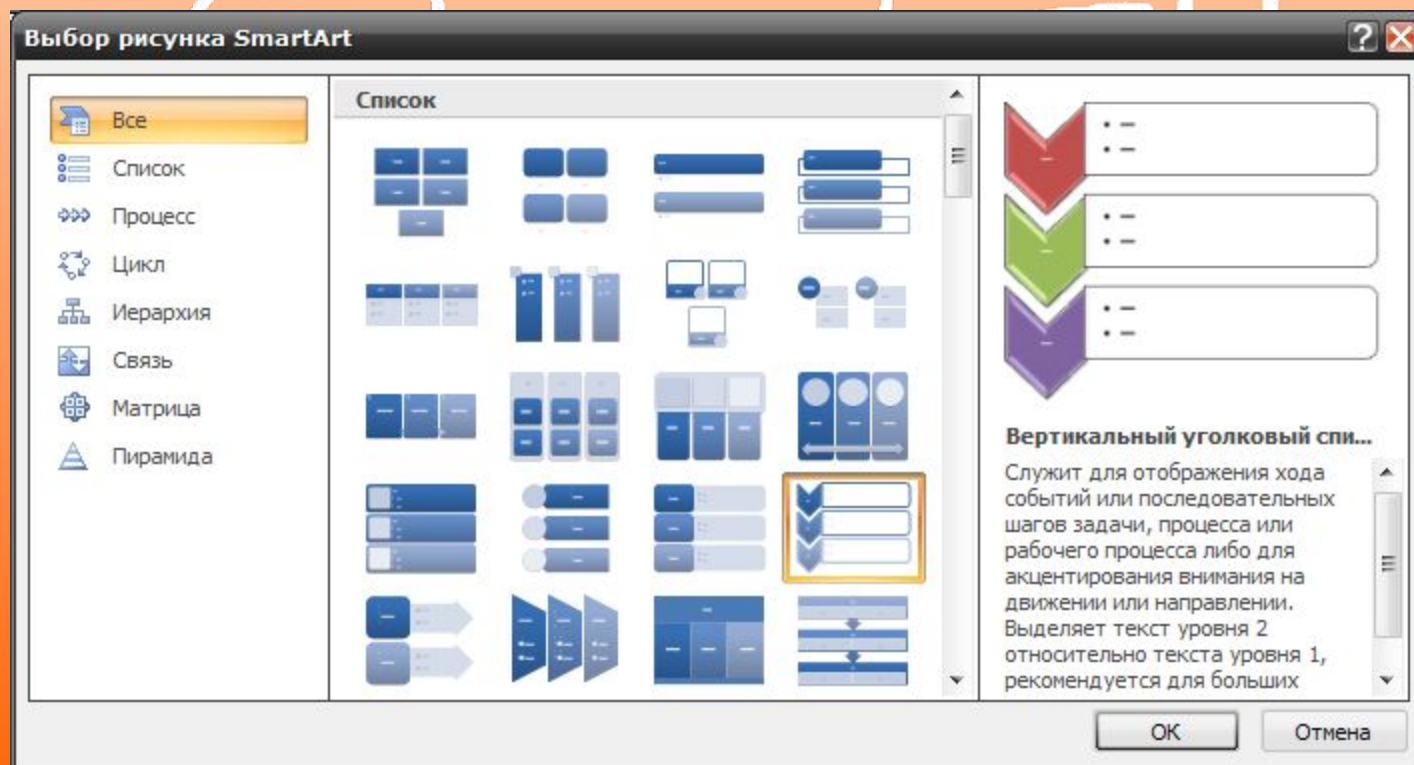 Выбор рисунка SmartArt
Все
Список
Процесс
Цикл
Иерархия
Связь
Матрица
Пирамида
Список
Вертикальный уголковый спи...
Служит для отображения хода
событий или последовательных
шагов задачи, процесса или
рабочего процесса либо для
акцентирования внимания на
движении или направлении.
Выделяет текст уровня 2
относительно текста уровня 1,
рекомендуется для больших
ОК
Отмена